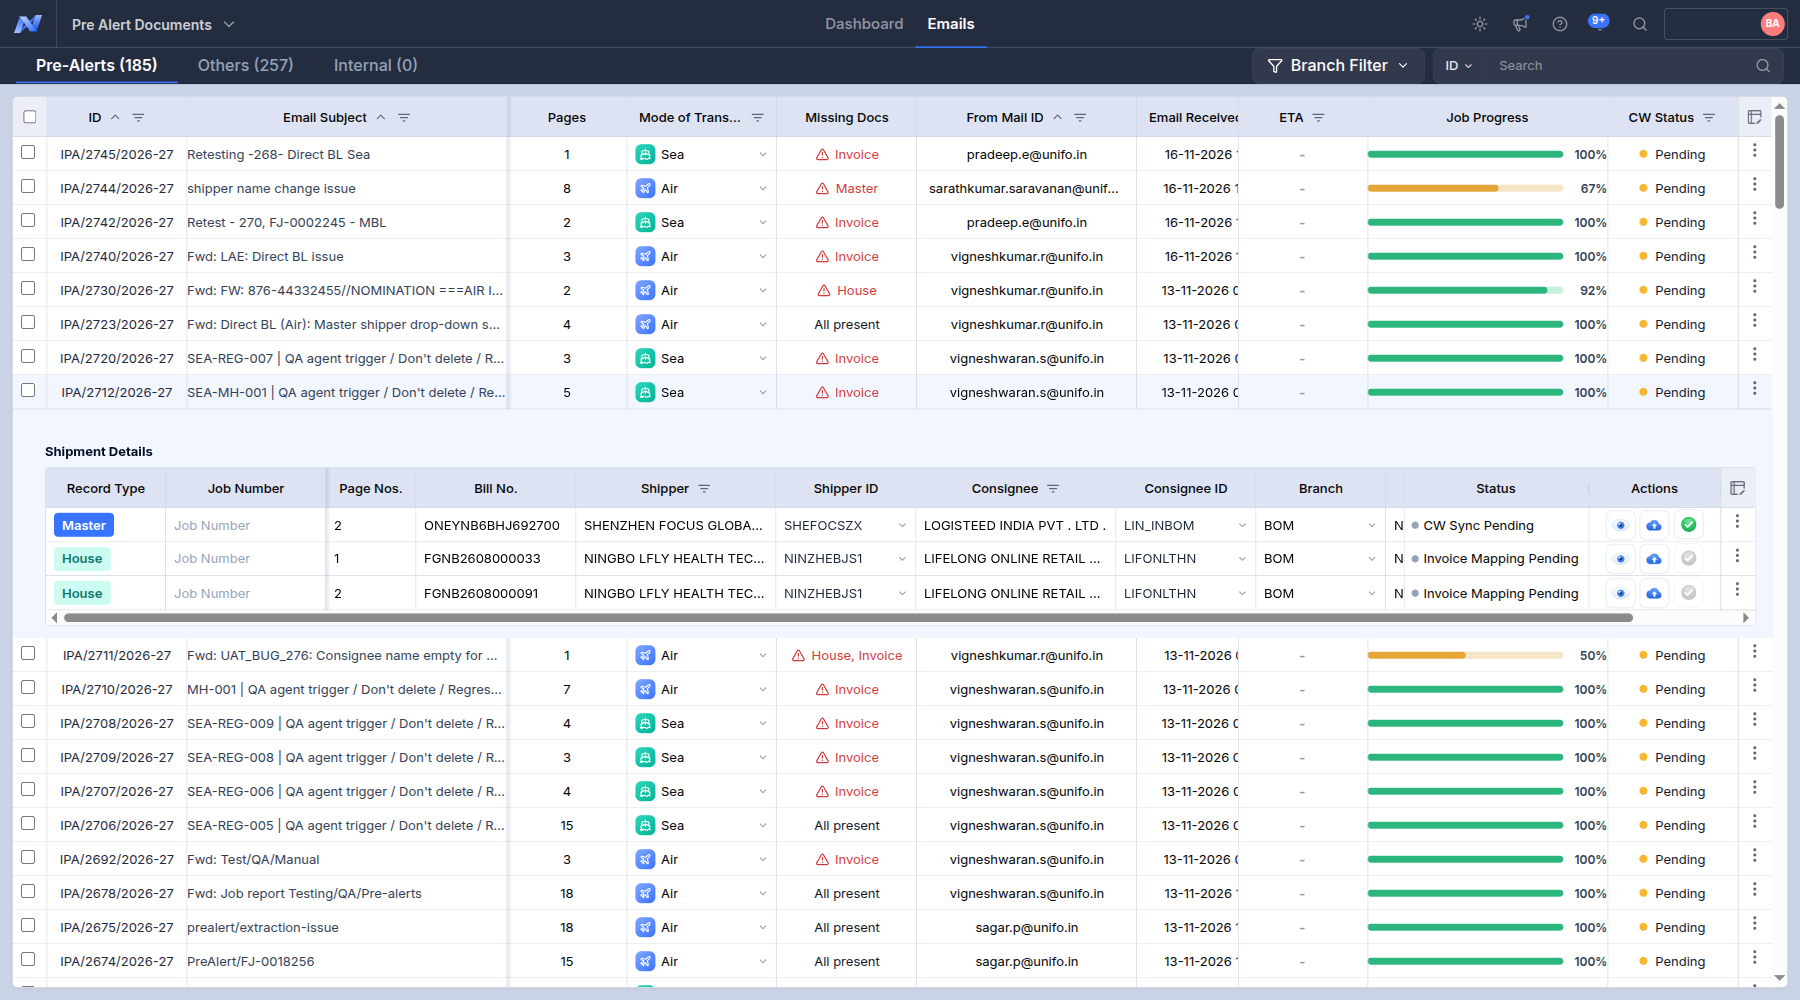 Pre Alert Documents
Dashboard
Emails
9+
BA
Pre-Alerts (185)
Others (257)
Internal (0)
Branch Filter
ID
Search
ID
Email Subject
Pages
Mode of Trans...
Missing Docs
From Mail ID
Email Received
ETA
Job Progress
CW Status
IPA/2745/2026-27 Retesting -268- Direct BL Sea 1 Sea Invoice pradeep.e@unifo.in 16-11-2026 - 100% Pending
IPA/2744/2026-27 shipper name change issue 8 Air Master sarathkumar.saravanan@unif... 16-11-2026 1 - 67% Pending
IPA/2742/2026-27 Retest - 270, FJ-0002245 - MBL 2 Sea Invoice pradeep.e@unifo.in 16-11-2026 - 100% Pending
IPA/2740/2026-27 Fwd: LAE: Direct BL issue 3 Air Invoice vigneshkumar.r@unifo.in 16-11-2026 - 100% Pending
IPA/2730/2026-27 Fwd: FW: 876-44332455//NOMINATION ===AIR I... 2 Air House vigneshkumar.r@unifo.in 13-11-2026 0 - 92% Pending
IPA/2723/2026-27 Fwd: Direct BL (Air): Master shipper drop-down s... 4 Air All present vigneshkumar.r@unifo.in 13-11-2026 0 - 100% Pending
IPA/2720/2026-27 SEA-REG-007 | QA agent trigger / Don't delete / R... 3 Sea Invoice vigneshwaran.s@unifo.in 13-11-2026 0 - 100% Pending
IPA/2712/2026-27 SEA-MH-001 | QA agent trigger / Don't delete / Re... 5 Sea Invoice vigneshwaran.s@unifo.in 13-11-2026 0 - 100% Pending
Shipment Details
Record Type Job Number Page Nos. Bill No. Shipper Shipper ID Consignee Consignee ID Branch Status Actions
Master Job Number 2 ONEYNB6BHJ692700 SHENZHEN FOCUS GLOBA... SHEFOCSZX LOGISTEED INDIA PVT . LTD . LIN_INBOM BOM N CW Sync Pending
House Job Number 1 FGNB2608000033 NINGBO LFLY HEALTH TEC... NINZHEBJS1 LIFELONG ONLINE RETAIL ... LIFONLTHN BOM N Invoice Mapping Pending
House Job Number 2 FGNB2608000091 NINGBO LFLY HEALTH TEC... NINZHEBJS1 LIFELONG ONLINE RETAIL ... LIFONLTHN BOM N Invoice Mapping Pending
IPA/2711/2026-27 Fwd: UAT_BUG_276: Consignee name empty for ... 1 Air House, Invoice vigneshkumar.r@unifo.in 13-11-2026 0 - 50% Pending
IPA/2710/2026-27 MH-001 | QA agent trigger / Don't delete / Regres... 7 Air Invoice vigneshwaran.s@unifo.in 13-11-2026 0 - 100% Pending
IPA/2708/2026-27 SEA-REG-009 | QA agent trigger / Don't delete / R... 4 Sea Invoice vigneshwaran.s@unifo.in 13-11-2026 0 - 100% Pending
IPA/2709/2026-27 SEA-REG-008 | QA agent trigger / Don't delete / R... 3 Sea Invoice vigneshwaran.s@unifo.in 13-11-2026 0 - 100% Pending
IPA/2707/2026-27 SEA-REG-006 | QA agent trigger / Don't delete / R... 4 Sea Invoice vigneshwaran.s@unifo.in 13-11-2026 0 - 100% Pending
IPA/2706/2026-27 SEA-REG-005 | QA agent trigger / Don't delete / R... 15 Sea All present vigneshwaran.s@unifo.in 13-11-2026 0 - 100% Pending
IPA/2692/2026-27 Fwd: Test/QA/Manual 3 Air Invoice vigneshwaran.s@unifo.in 13-11-2026 0 - 100% Pending
IPA/2678/2026-27 Fwd: Job report Testing/QA/Pre-alerts 18 Air All present vigneshwaran.s@unifo.in 13-11-2026 - 100% Pending
IPA/2675/2026-27 prealert/extraction-issue 18 Air All present sagar.p@unifo.in 13-11-2026 - 100% Pending
IPA/2674/2026-27 PreAlert/FJ-0018256 15 Air All present sagar.p@unifo.in 13-11-2026 - 100% Pending